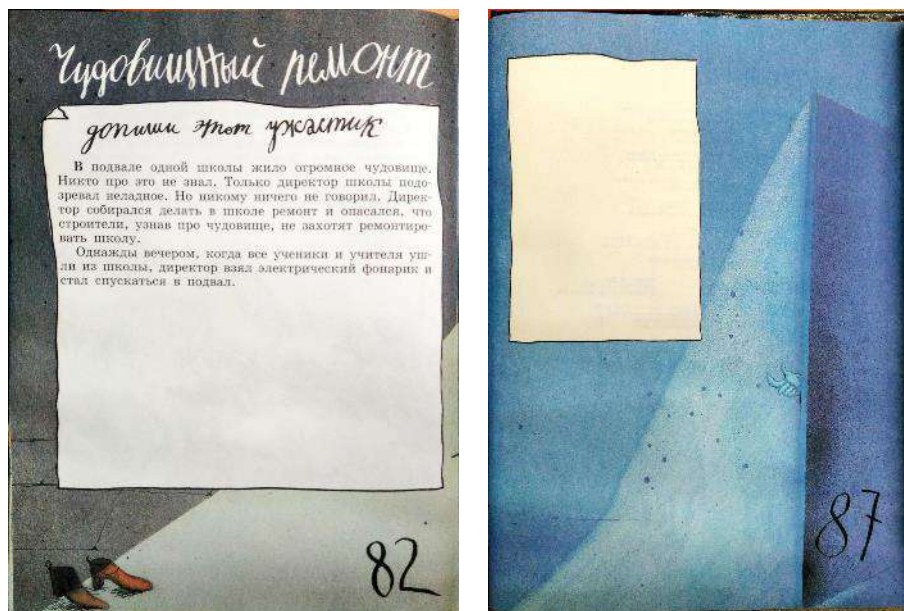 Чудовищный ремонт
допиши этот ужастик
В подвале одной школы жило огромное чудовище.
Никто про это не знал. Только директор школы подо-
зревал неладное. Но никому ничего не говорил. Дирек-
тор собирался делать в школе ремонт и опасался, что
строители, узнав про чудовище, не захотят ремонтиро-
вать школу.
Однажды вечером, когда все ученики и учителя уш-
ли из школы, директор взял электрический фонарик и
стал спускаться в подвал.
82
87